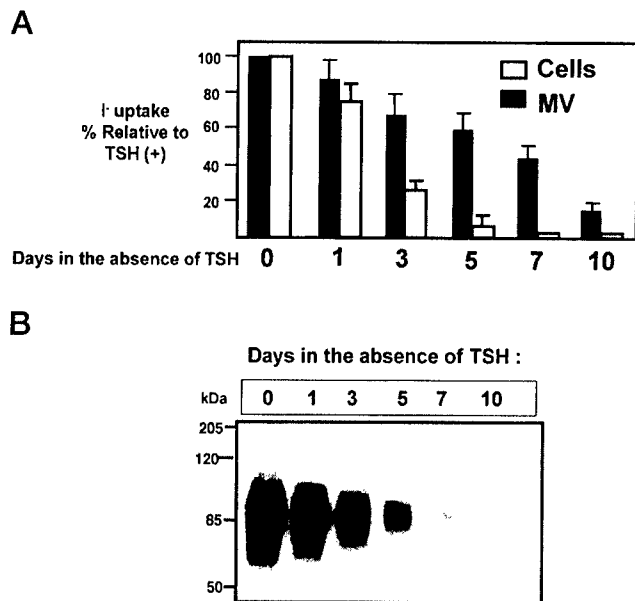 A
100
80
60
40
20
I- uptake
% Relative to
TSH (+)
Cells
MV
Days in the absence of TSH 0 1 3 5 7 10
B
Days in the absence of TSH :
kDa 0 1 3 5 7 10
205
120
85
50